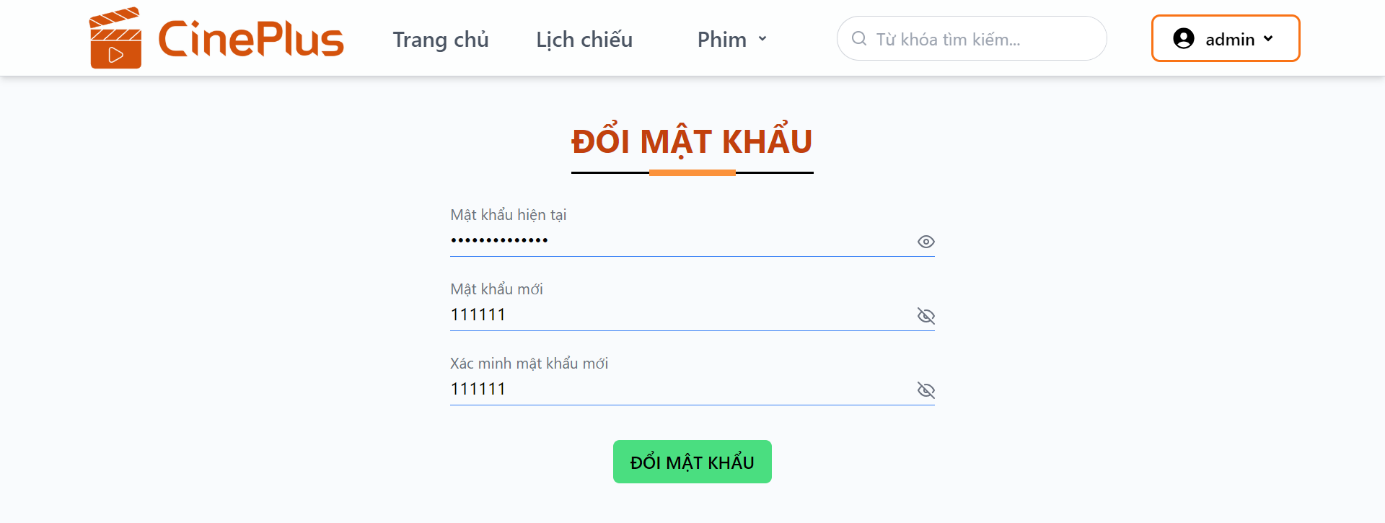 CinePlus Trang chủ Lịch chiếu Phim Từ khóa tìm kiếm... admin
ĐỔI MẬT KHẨU
Mật khẩu hiện tại
••••••••••••••
Mật khẩu mới
111111
Xác minh mật khẩu mới
111111
ĐỔI MẬT KHẨU